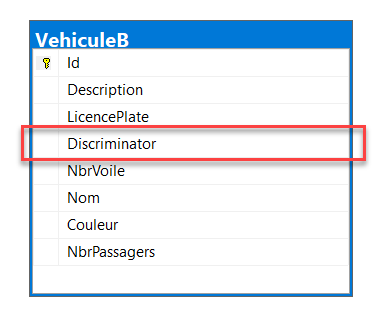 VehiculeB
Id
Description
LicencePlate
Discriminator
NbrVoile
Nom
Couleur
NbrPassagers